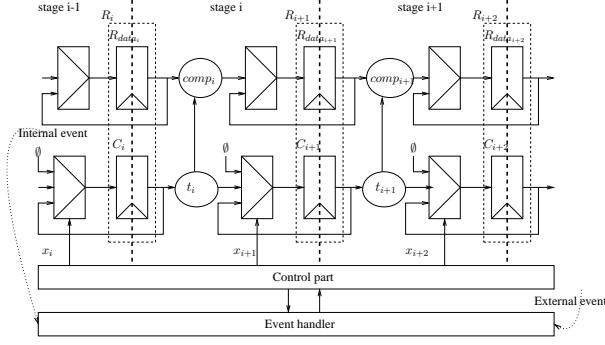 stage i-1 stage i stage i+1
R_i R_{i+1} R_{i+2}
R_{data_i} R_{data_{i+1}} R_{data_{i+2}}
comp_i comp_{i+1}
Internal event
∅ C_i ∅ C_{i+1} ∅ C_{i+2}
t_i t_{i+1}
x_i x_{i+1} x_{i+2}
Control part
External event
Event handler